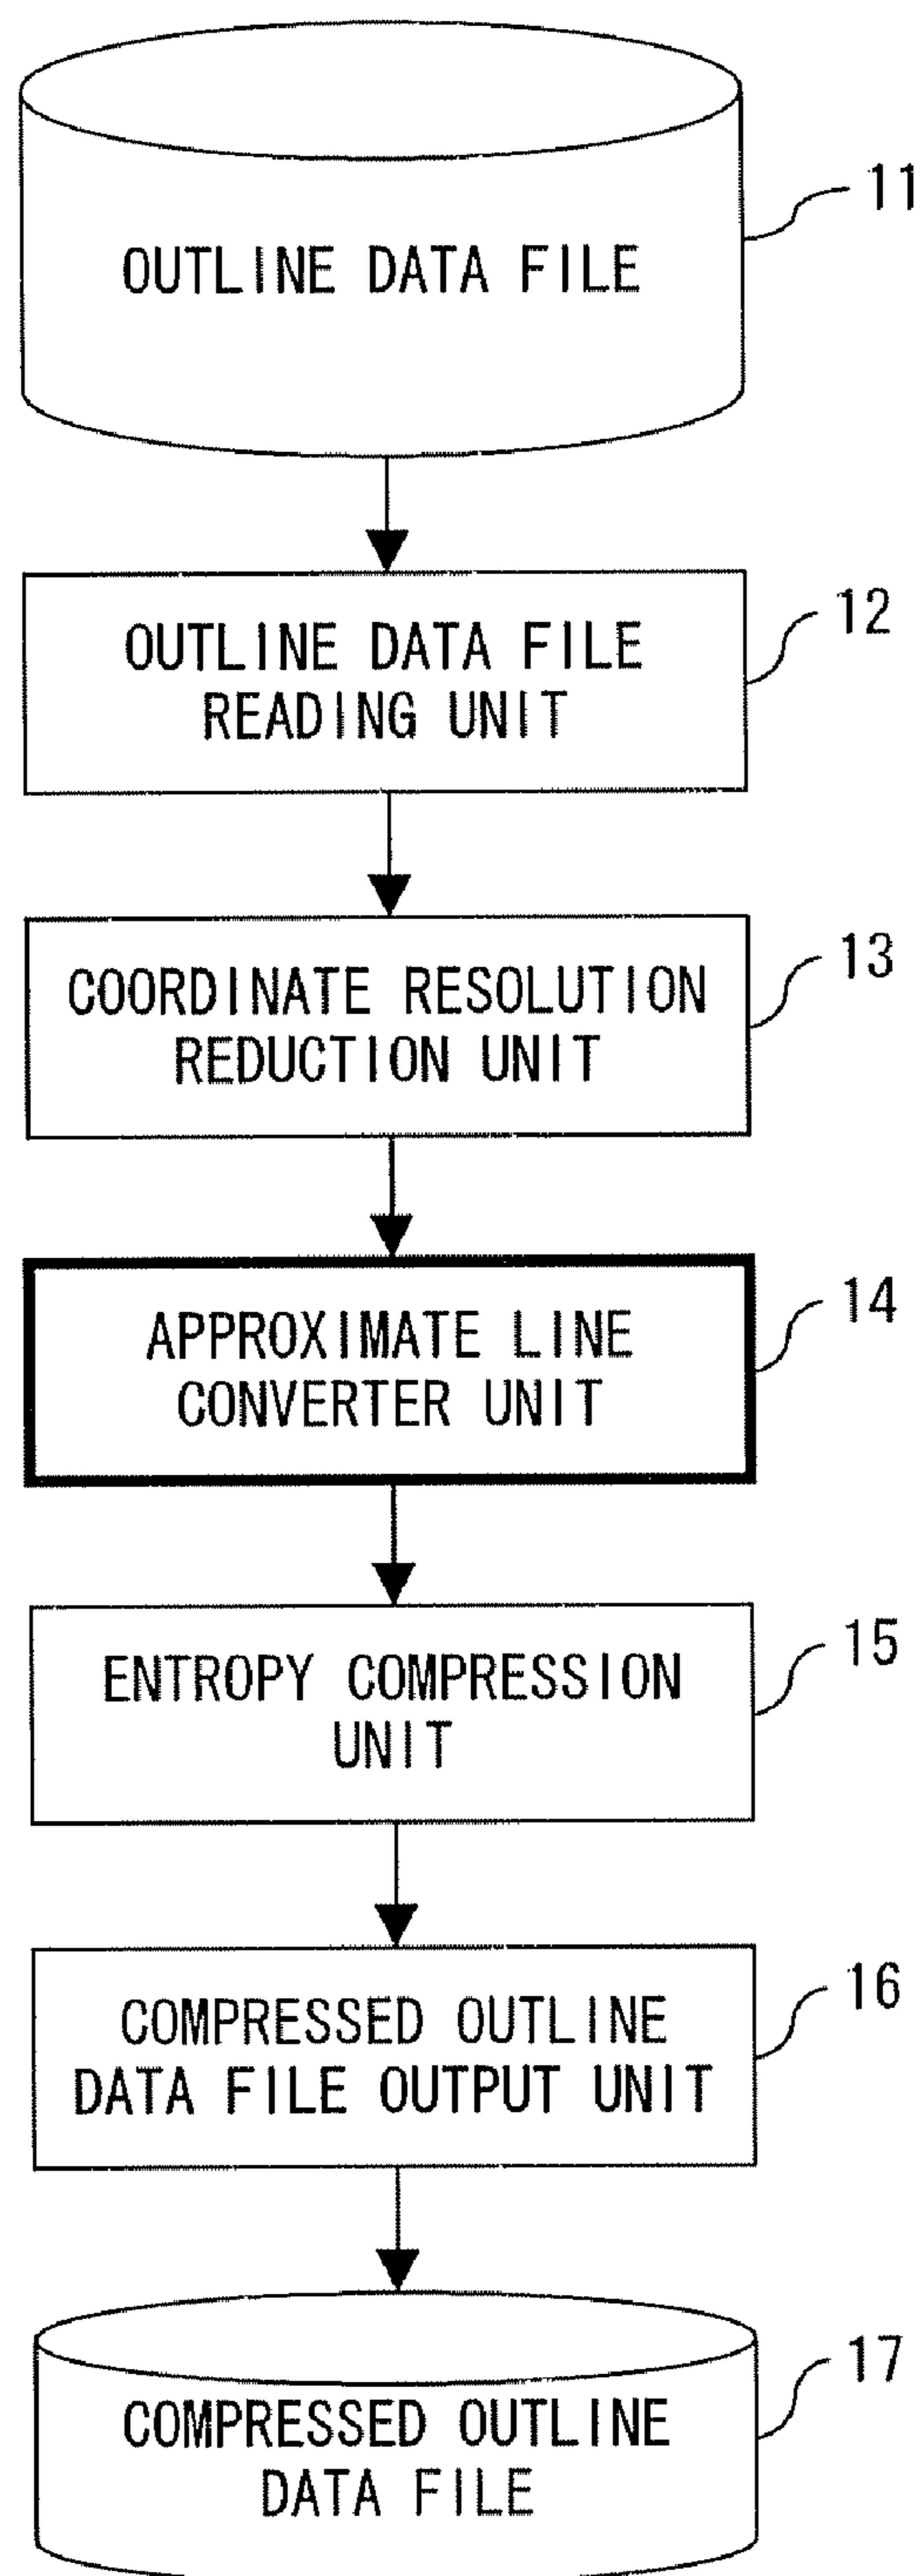 11
OUTLINE DATA FILE
12
OUTLINE DATA FILE
READING UNIT
13
COORDINATE RESOLUTION
REDUCTION UNIT
14
APPROXIMATE LINE
CONVERTER UNIT
15
ENTROPY COMPRESSION
UNIT
16
COMPRESSED OUTLINE
DATA FILE OUTPUT UNIT
17
COMPRESSED OUTLINE
DATA FILE